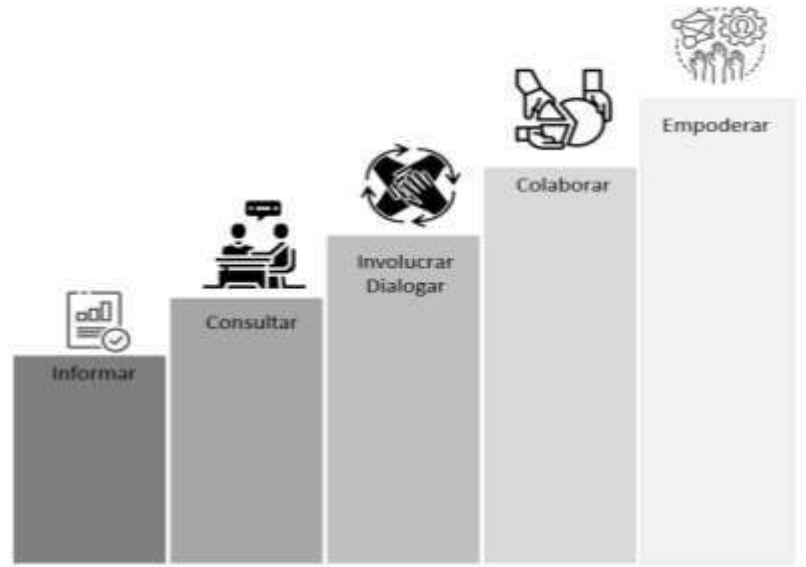 Informar
Consultar
Involucrar
Dialogar
Colaborar
Empoderar